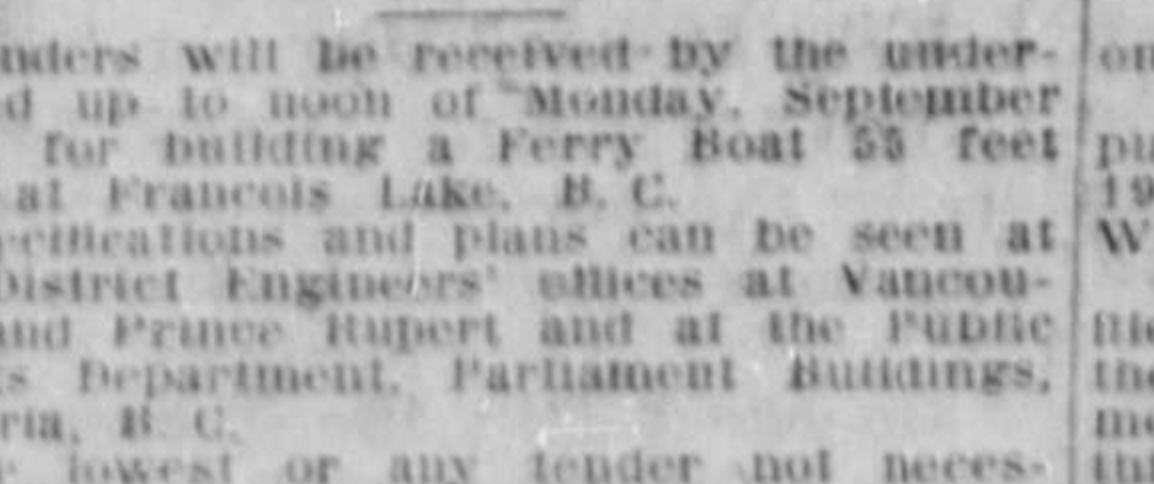 nders will be received by the under-
d up to noon of Monday, September
for building a Ferry Boat 55 feet
at Francois Lake, B. C.
ecifications and plans can be seen at
District Engineers' offices at Vancou-
and Prince Rupert and at the Public
s Department, Parliament Buildings,
ria, B. C.
e lowest or any tender not neces-
on
pu
19
W
the
me